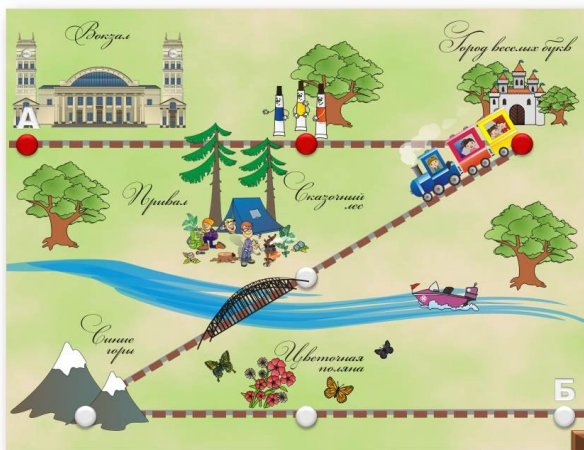 Вокзал
Город веселых букв
А
Привал
Сказочный
лес
Синие
горы
Цветочная
поляна
Б